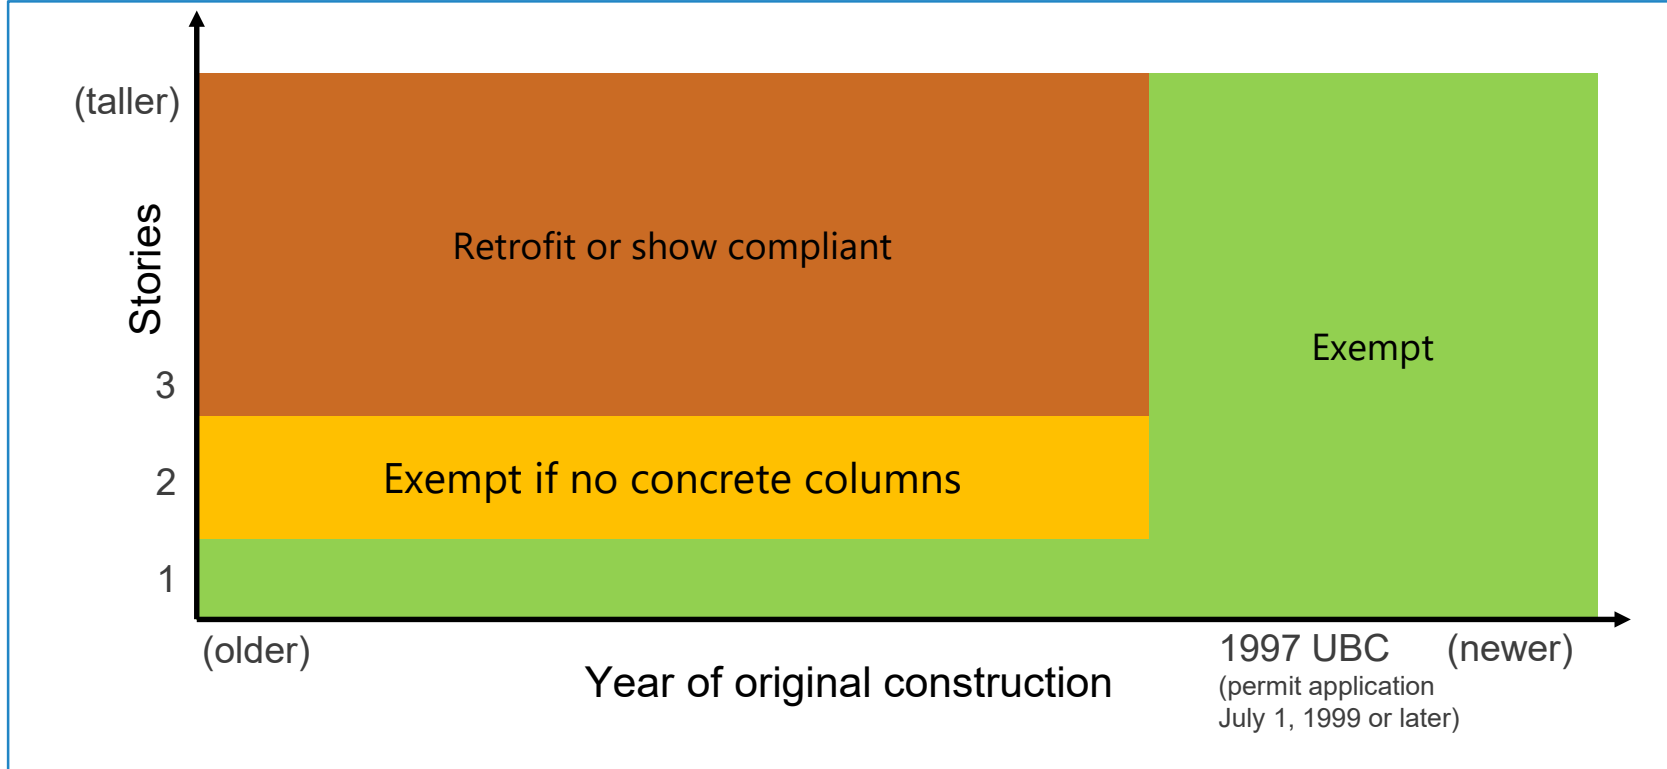 (taller)
Stories
Retrofit or show compliant
Exempt
3
Exempt if no concrete columns
2
1
(older)
1997 UBC
(newer)
Year of original construction
(permit application
July 1, 1999 or later)